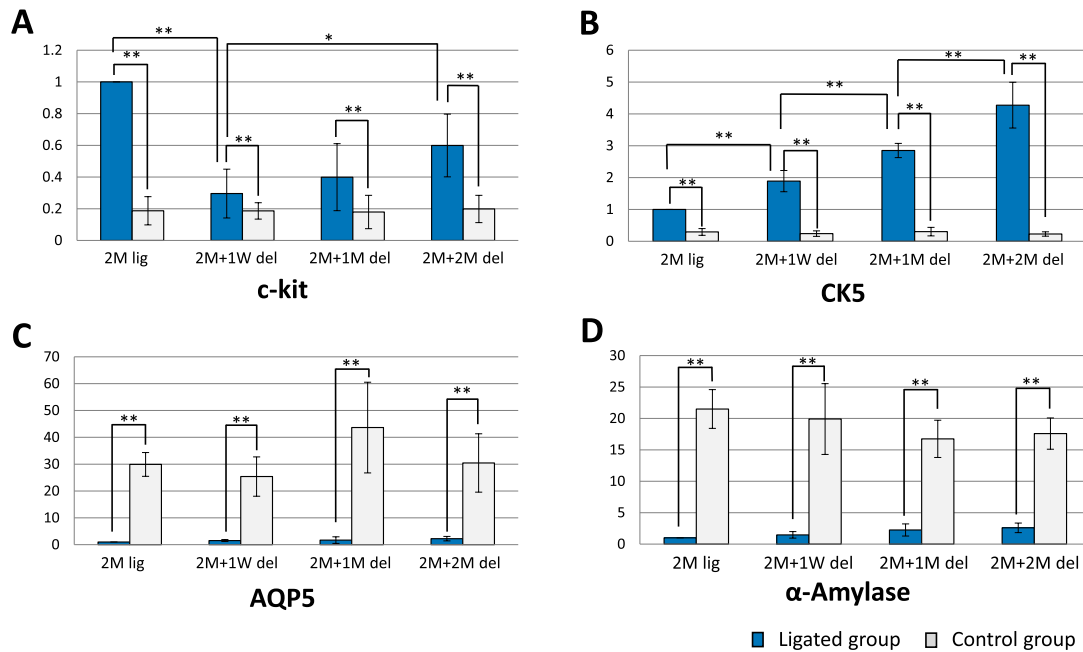 A
** *
1.2
1
0.8
0.6
0.4
0.2
0
** ** ** **
2M lig 2M+1W del 2M+1M del 2M+2M del
c-kit
B
6
5
4
3
2
1
0
** ** **
** ** ** **
2M lig 2M+1W del 2M+1M del 2M+2M del
CK5
C
70
60
50
40
30
20
10
0
** ** ** **
2M lig 2M+1W del 2M+1M del 2M+2M del
AQP5
D
30
25
20
15
10
5
0
** ** ** **
2M lig 2M+1W del 2M+1M del 2M+2M del
α-Amylase
Ligated group Control group